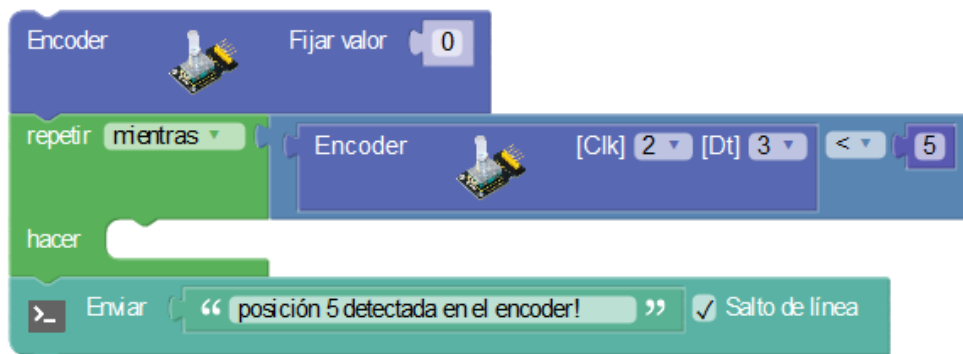 Encoder Fijar valor 0
repetir mientras Encoder [Clk] 2 [Dt] 3 < 5
hacer
>_ Enviar “ posición 5 detectada en el encoder! ” Salto de línea